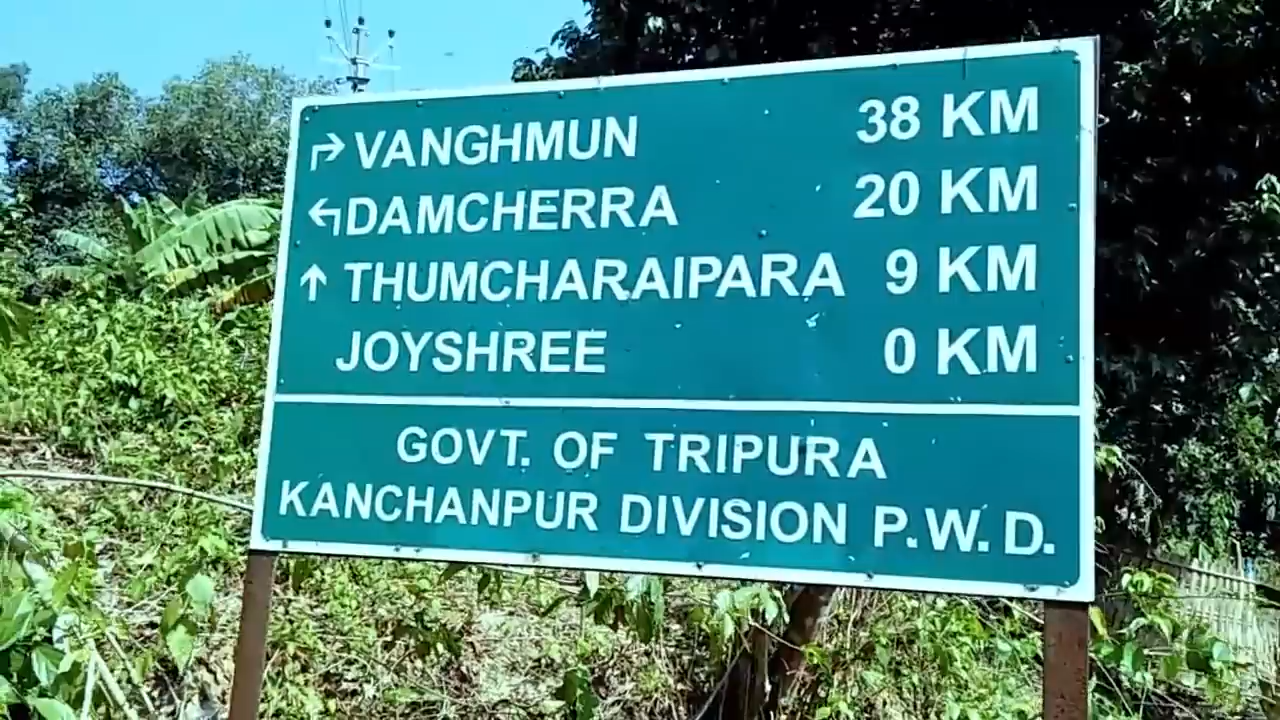 VANGHMUN 38 KM
DAMCHERRA 20 KM
THUMCHARAIPARA 9 KM
JOYSHREE 0 KM
GOVT. OF TRIPURA
KANCHANPUR DIVISION P.W.D.